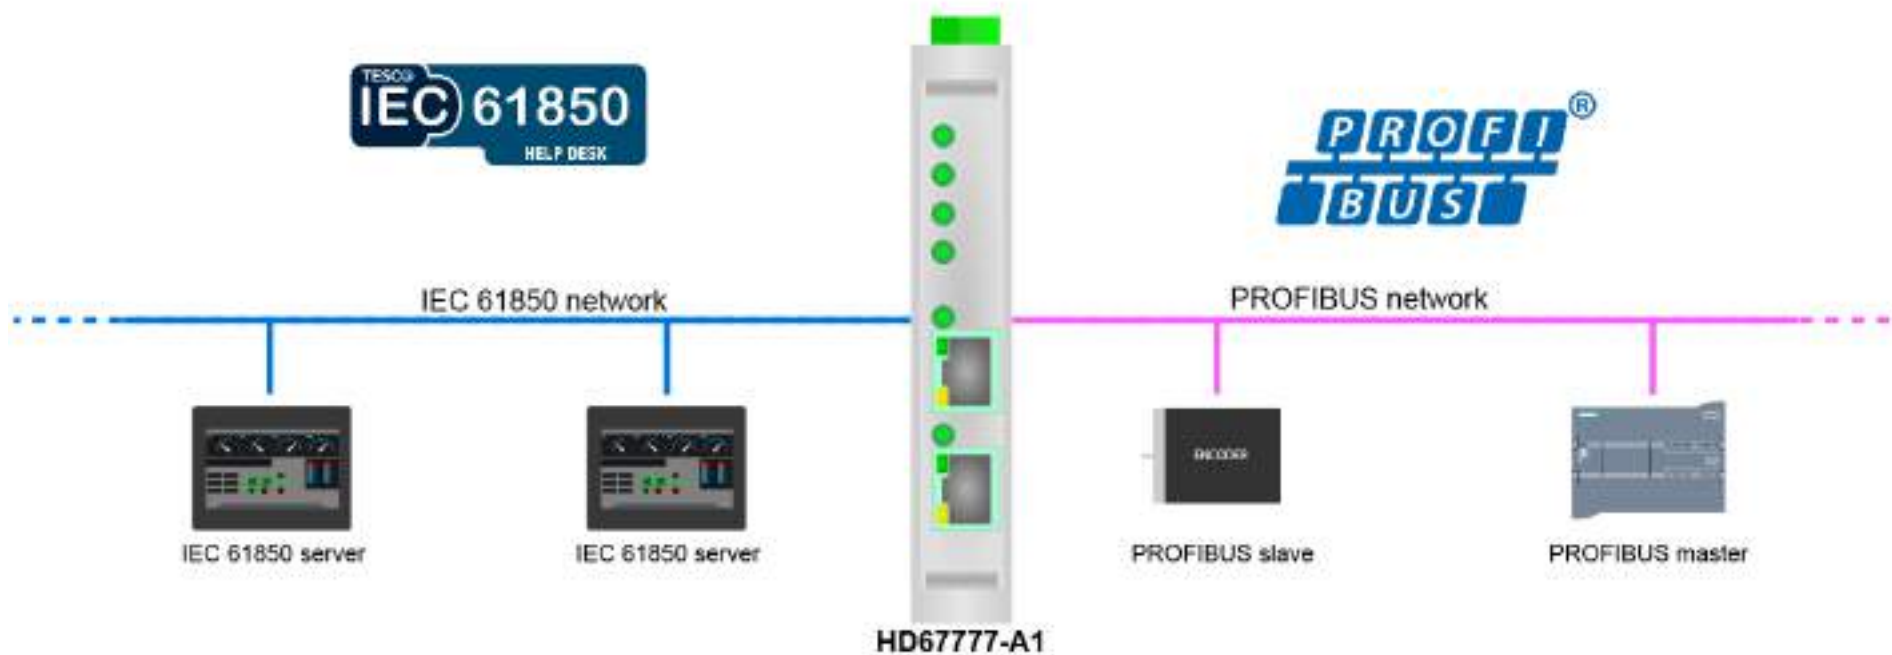 TESCO
IEC 61850
HELP DESK
PROFI®
BUS
IEC 61850 network
PROFIBUS network
ENCODER
IEC 61850 server
IEC 61850 server
PROFIBUS slave
PROFIBUS master
HD67777-A1